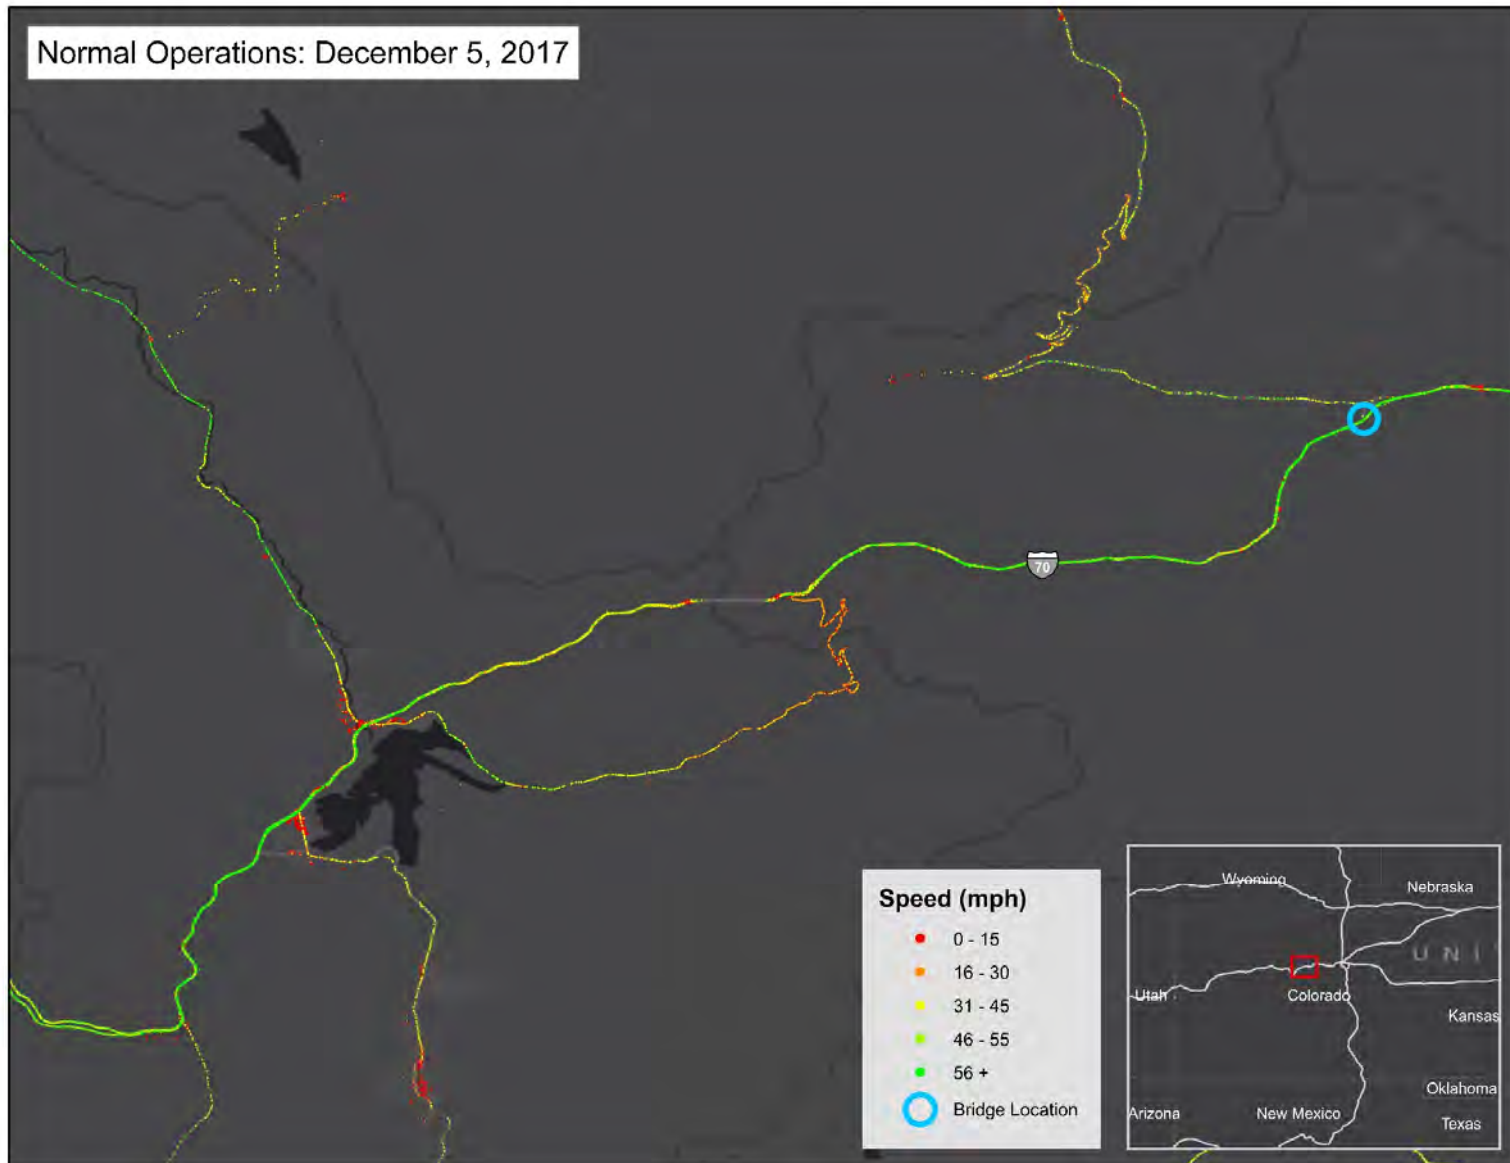 Normal Operations: December 5, 2017
70
Speed (mph)
0 - 15
16 - 30
31 - 45
46 - 55
56 +
Bridge Location
Wyoming
Nebraska
U N I
Utah
Colorado
Kansas
Oklahoma
Arizona
New Mexico
Texas